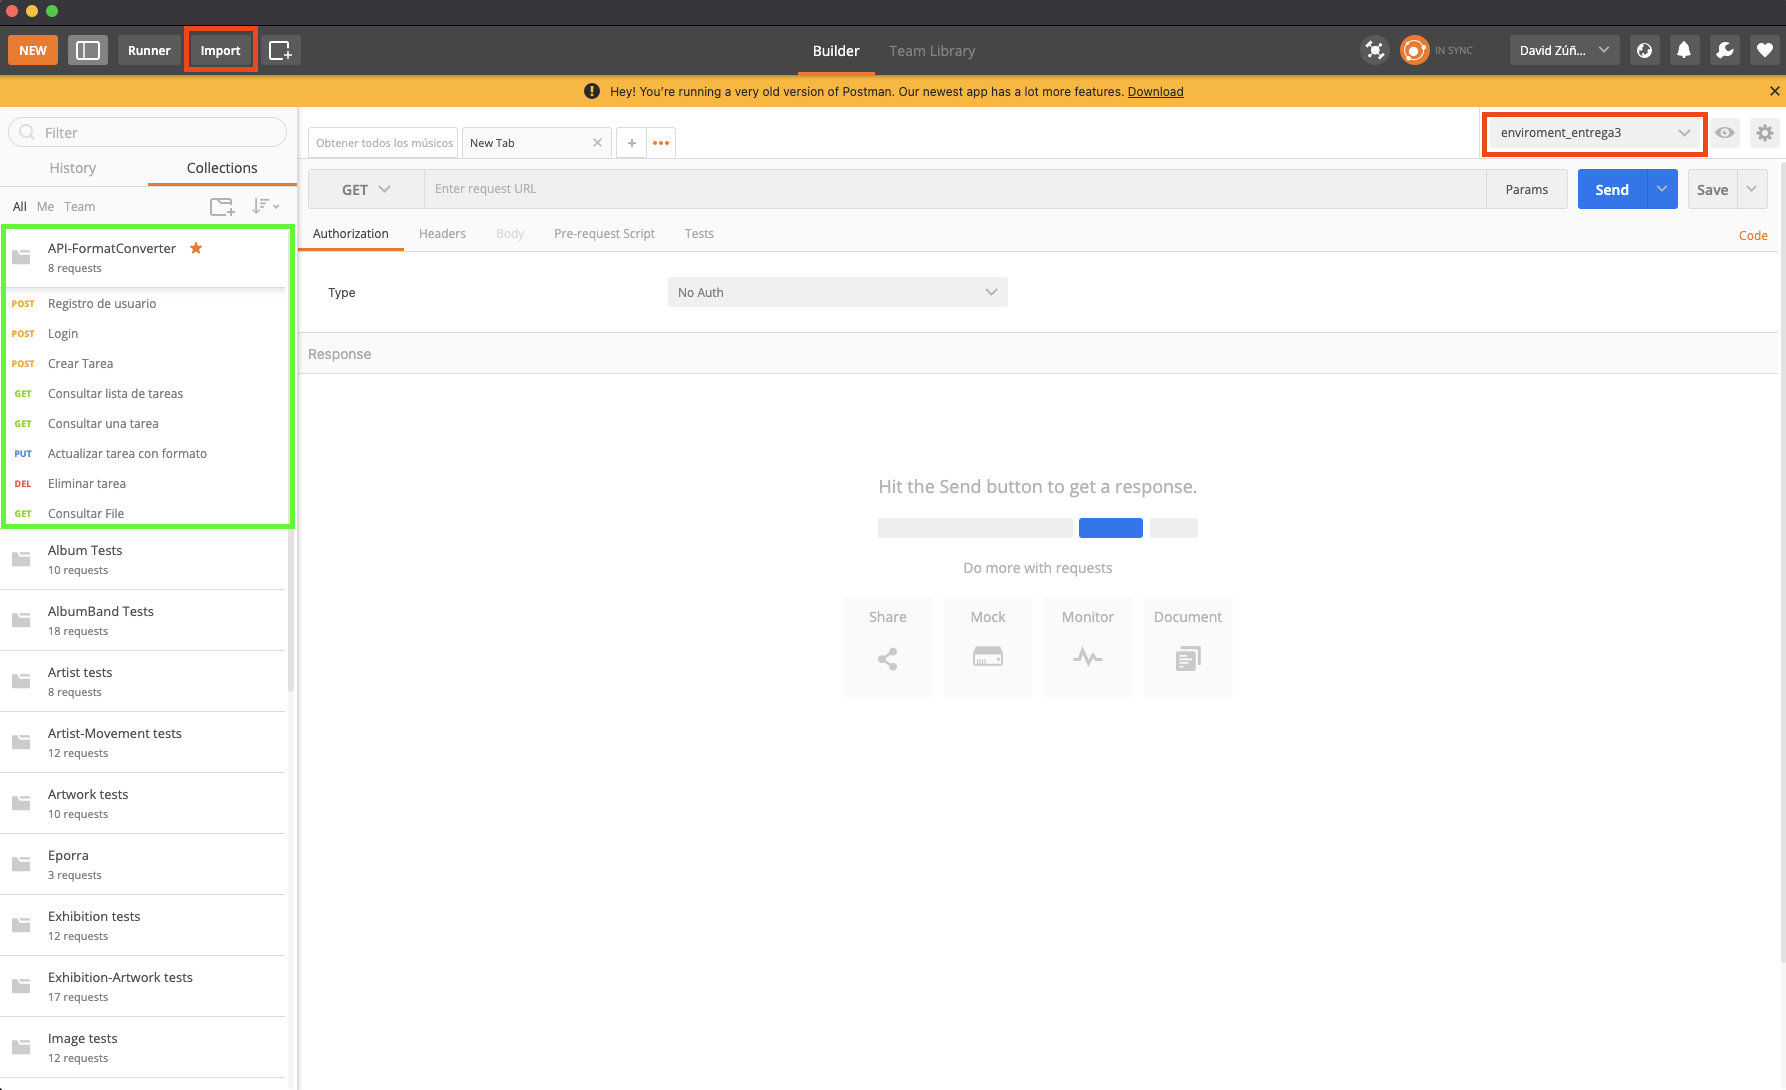 NEW
Runner
Import
Builder
Team Library
IN SYNC
David Zúñ...
Hey! You're running a very old version of Postman. Our newest app has a lot more features. Download
Filter
History
Collections
All Me Team
API-FormatConverter
8 requests
POST Registro de usuario
POST Login
POST Crear Tarea
GET Consultar lista de tareas
GET Consultar una tarea
PUT Actualizar tarea con formato
DEL Eliminar tarea
GET Consultar File
Album Tests
10 requests
AlbumBand Tests
18 requests
Artist tests
8 requests
Artist-Movement tests
12 requests
Artwork tests
10 requests
Eporra
3 requests
Exhibition tests
12 requests
Exhibition-Artwork tests
17 requests
Image tests
12 requests
Obtener todos los músicos
New Tab
enviroment_entrega3
GET
Enter request URL
Params
Send
Save
Authorization
Headers
Body
Pre-request Script
Tests
Code
Type
No Auth
Response
Hit the Send button to get a response.
Do more with requests
Share
Mock
Monitor
Document